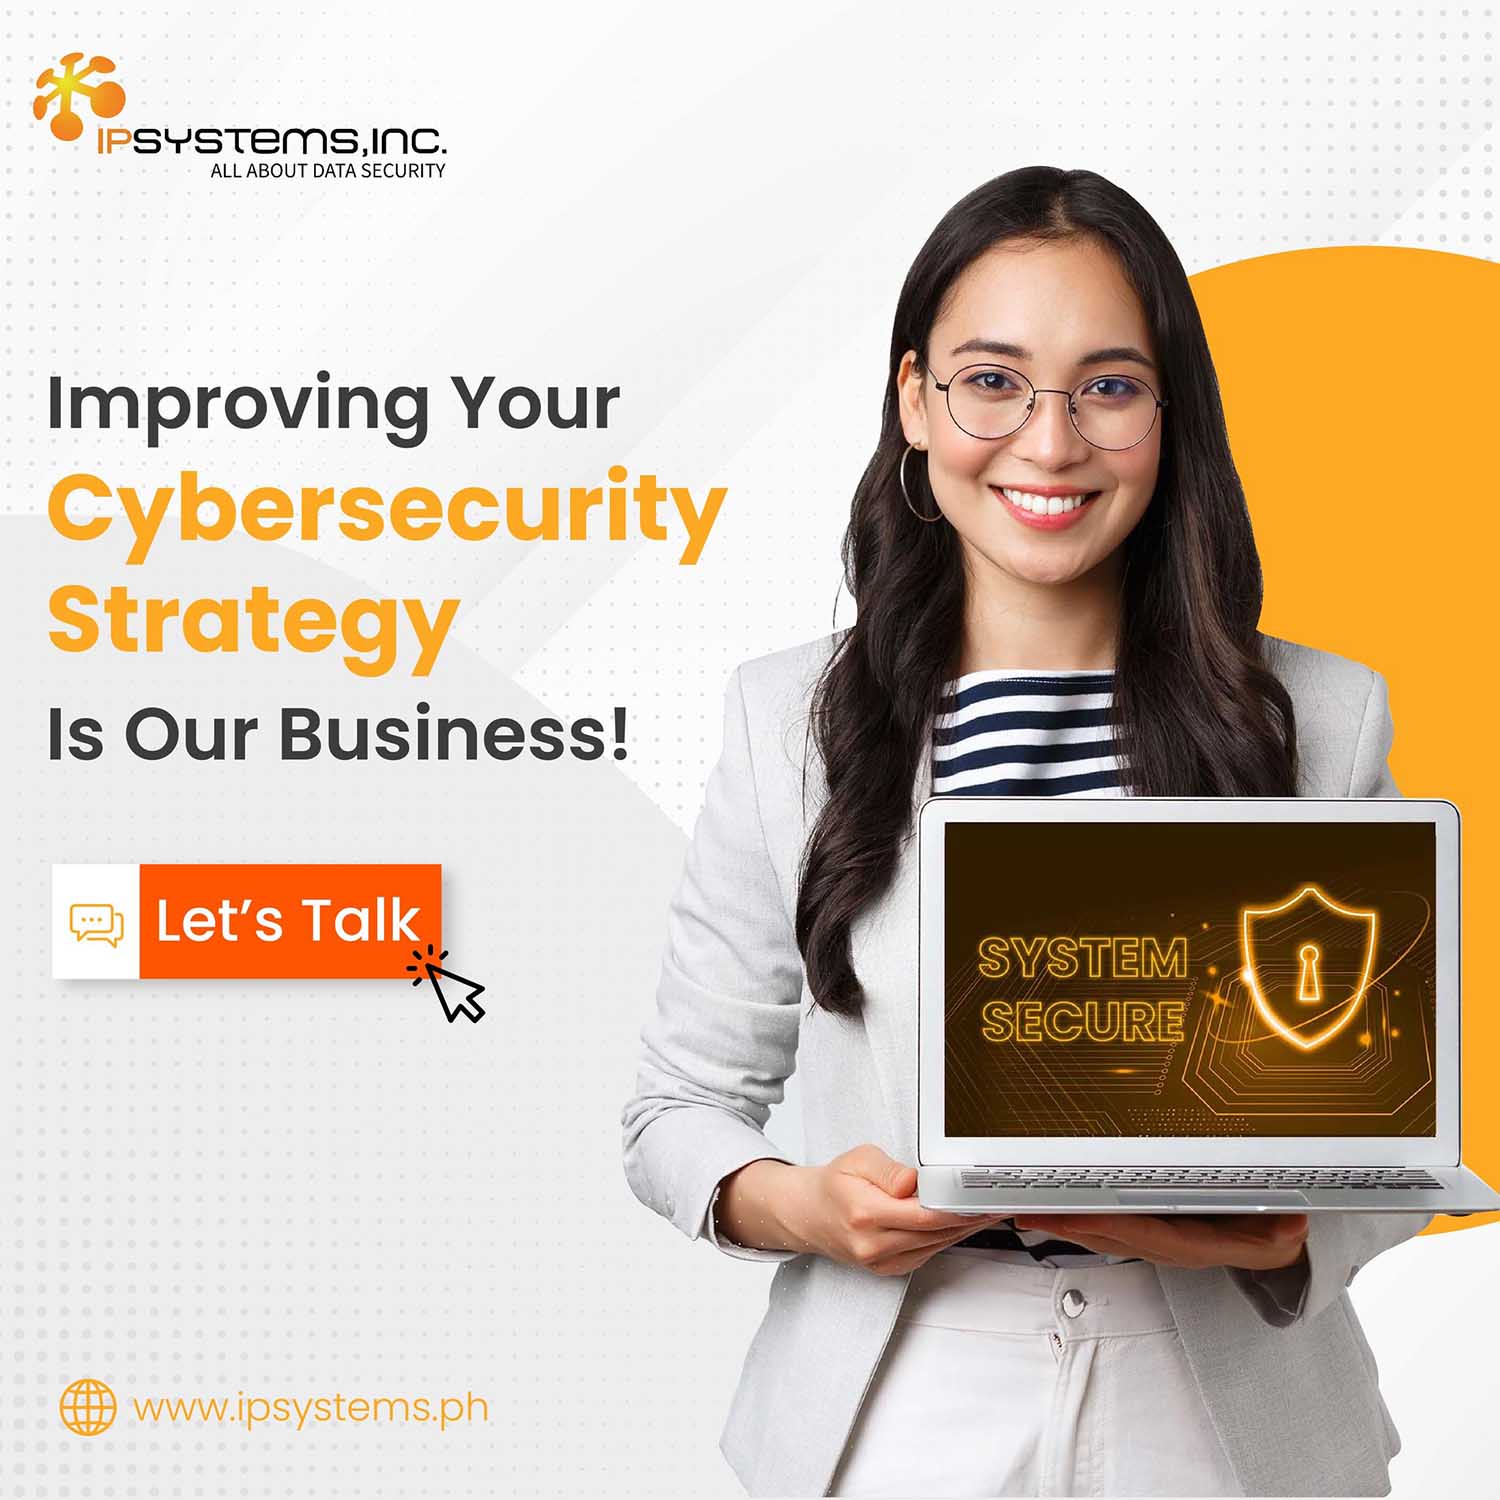 IPSYSTEMS,INC.
ALL ABOUT DATA SECURITY
Improving Your
Cybersecurity
Strategy
Is Our Business!
Let's Talk
SYSTEM
SECURE
www.ipsystems.ph